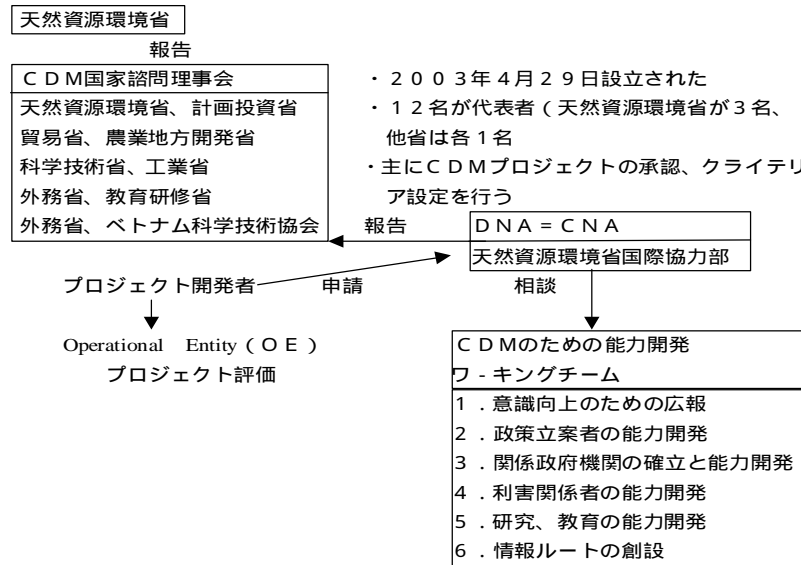 天然資源環境省
報告
ＣＤＭ国家諮問理事会
天然資源環境省、計画投資省
貿易省、農業地方開発省
科学技術省、工業省
外務省、教育研修省
外務省、ベトナム科学技術協会
・２００３年４月２９日設立された
・１２名が代表者（天然資源環境省が３名、
他省は各１名
・主にＣＤＭプロジェクトの承認、クライテリ
ア設定を行う
報告
ＤＮＡ＝ＣＮＡ
天然資源環境省国際協力部
プロジェクト開発者
申請
相談
Operational Entity（ＯＥ）
プロジェクト評価
ＣＤＭのための能力開発
ワ-キングチーム
１．意識向上のための広報
２．政策立案者の能力開発
３．関係政府機関の確立と能力開発
４．利害関係者の能力開発
５．研究、教育の能力開発
６．情報ルートの創設